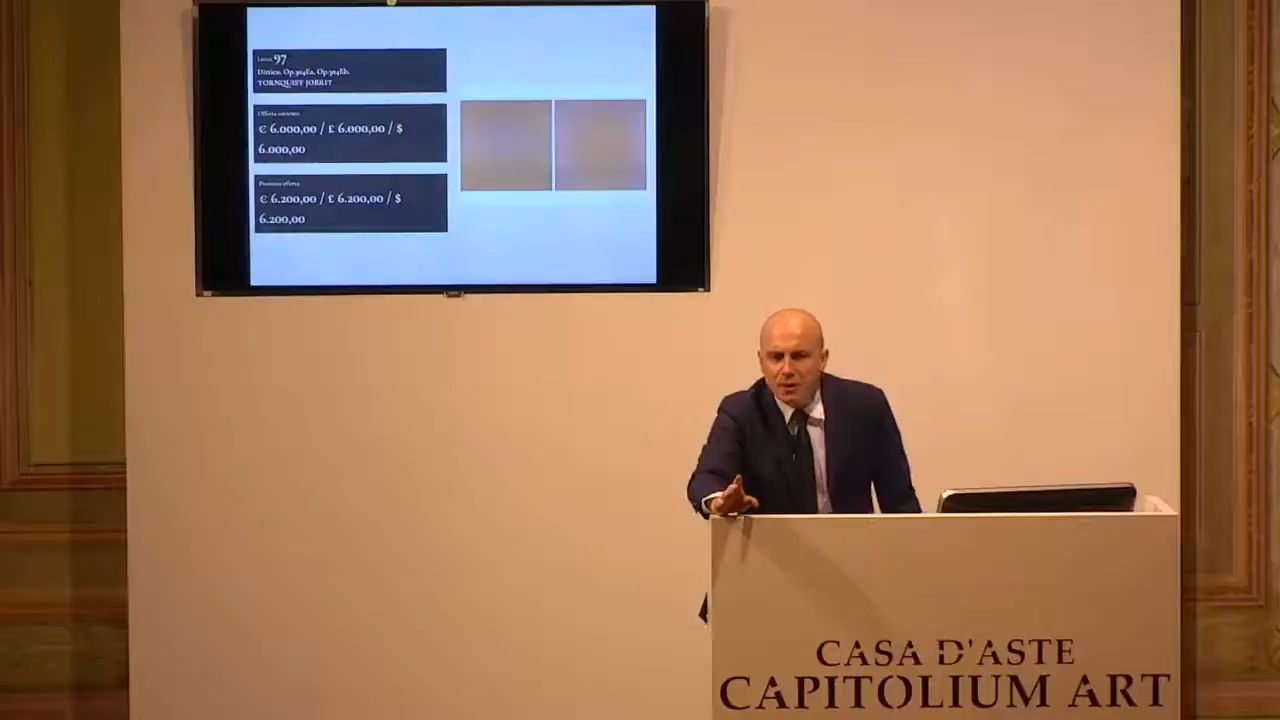 Lotto 97
Dittico, Op.304Ea, Op.304Eb,
TORNQUIST JORRIT
Offerta corrente
€ 6.000,00 / £ 6.000,00 / $
6.000,00
Prossima offerta
€ 6.200,00 / £ 6.200,00 / $
6.200,00
CASA D'ASTE
CAPITOLIUM ART